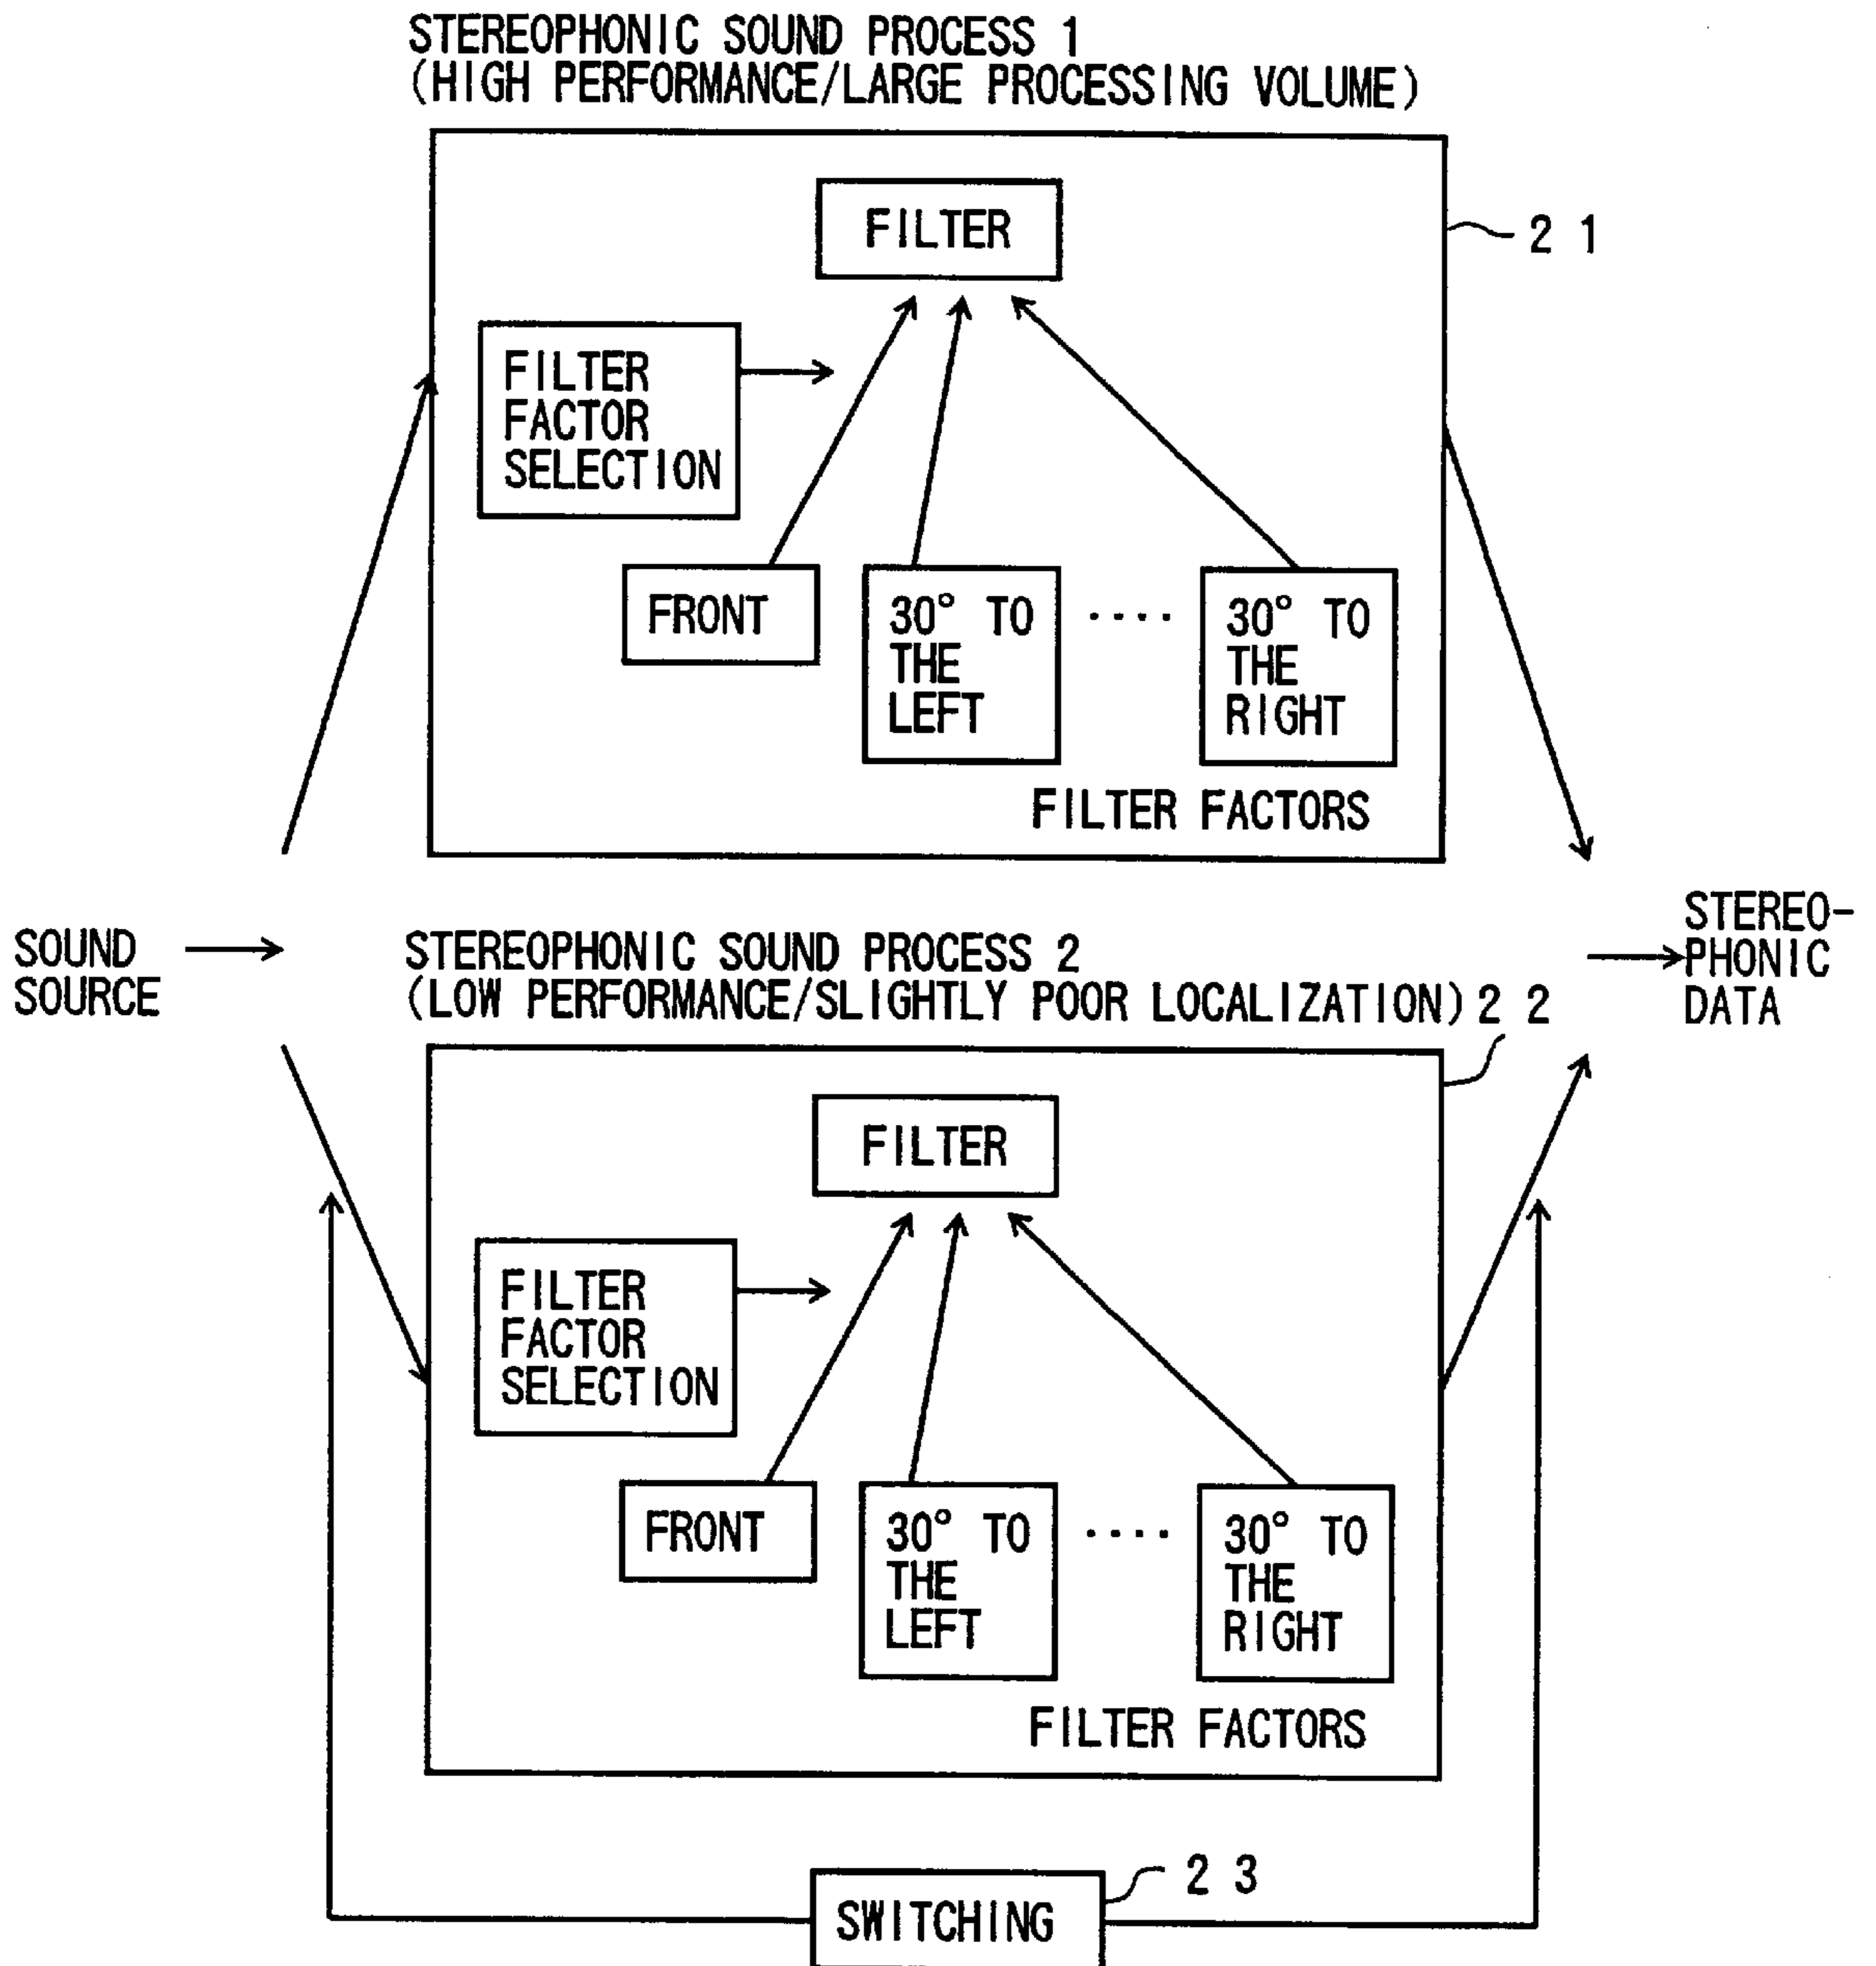 STEREOPHONIC SOUND PROCESS 1
(HIGH PERFORMANCE/LARGE PROCESSING VOLUME)
FILTER
21
FILTER
FACTOR
SELECTION
FRONT
30° TO
THE
LEFT
....
30° TO
THE
RIGHT
FILTER FACTORS
SOUND
SOURCE
STEREO-
PHONIC
DATA
STEREOPHONIC SOUND PROCESS 2
(LOW PERFORMANCE/SLIGHTLY POOR LOCALIZATION)
22
FILTER
FILTER
FACTOR
SELECTION
FRONT
30° TO
THE
LEFT
....
30° TO
THE
RIGHT
FILTER FACTORS
23
SWITCHING